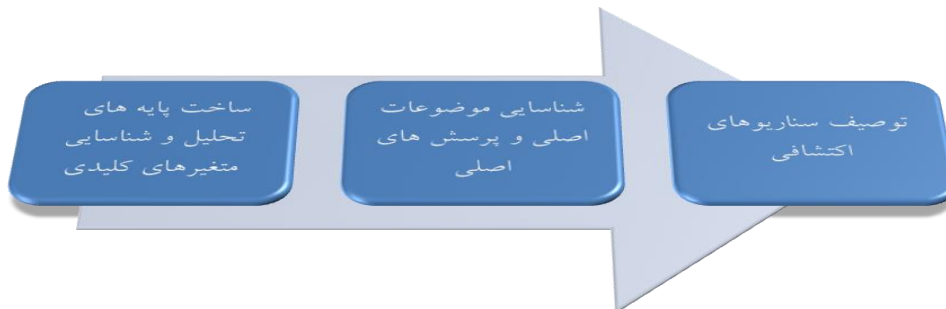 ساخت پایه های
تحلیل و شناسایی
متغیرهای کلیدی
شناسایی موضوعات
اصلی و پرسش های
اصلی
توصیف سناریوهای
اکتشافی